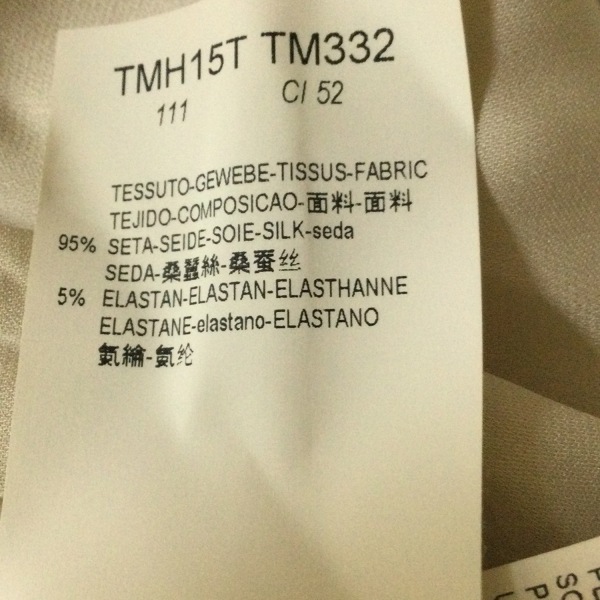 TMH15T TM332
111 CI 52
TESSUTO-GEWEBE-TISSUS-FABRIC
TEJIDO-COMPOSICAO-面料-面料
95% SETA-SEIDE-SOIE-SILK-seda
SEDA-桑蠶絲-桑蚕丝
5% ELASTAN-ELASTAN-ELASTHANNE
ELASTANE-elastano-ELASTANO
氨綸-氨纶